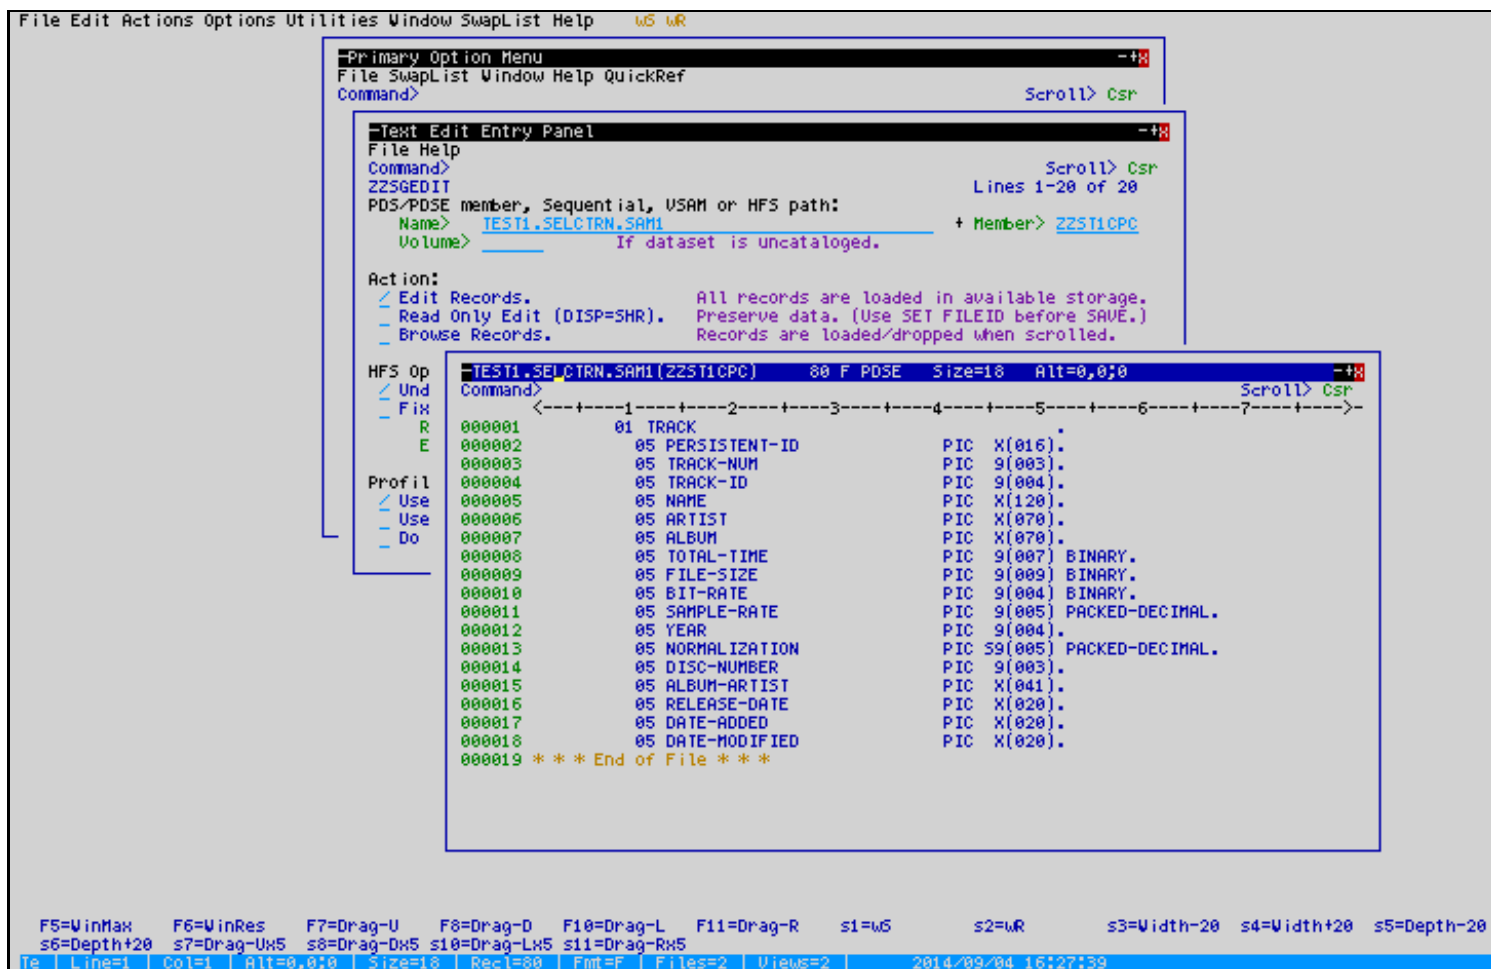 File Edit Actions Options Utilities Window SwapList Help    wS wR
-Primary Option Menu    -+x
File SwapList Window Help QuickRef
Command>    Scroll> Csr
-Text Edit Entry Panel    -+x
File Help
Command>    Scroll> Csr
ZZSGEDIT    Lines 1-20 of 20
PDS/PDSE member, Sequential, VSAM or HFS path:
Name>  TEST1.SELCTRN.SAM1    + Member> ZZST1CPC
Volume>    If dataset is uncataloged.
Action:
/ Edit Records.    All records are loaded in available storage.
_ Read Only Edit (DISP=SHR).    Preserve data. (Use SET FILEID before SAVE.)
_ Browse Records.    Records are loaded/dropped when scrolled.
HFS Op
/ Und
_ Fix
R
E
Profil
/ Use
_ Use
_ Do
-TEST1.SELCTRN.SAM1(ZZST1CPC)    80 F PDSE    Size=18    Alt=0,0;0    -+x
Command>    Scroll> Csr
<---+----1----+----2----+----3----+----4----+----5----+----6----+----7----+---->-
000001    01 TRACK    .
000002    05 PERSISTENT-ID    PIC  X(016).
000003    05 TRACK-NUM    PIC  9(003).
000004    05 TRACK-ID    PIC  9(004).
000005    05 NAME    PIC  X(120).
000006    05 ARTIST    PIC  X(070).
000007    05 ALBUM    PIC  X(070).
000008    05 TOTAL-TIME    PIC  9(007) BINARY.
000009    05 FILE-SIZE    PIC  9(009) BINARY.
000010    05 BIT-RATE    PIC  9(004) BINARY.
000011    05 SAMPLE-RATE    PIC  9(005) PACKED-DECIMAL.
000012    05 YEAR    PIC  9(004).
000013    05 NORMALIZATION    PIC S9(005) PACKED-DECIMAL.
000014    05 DISC-NUMBER    PIC  9(003).
000015    05 ALBUM-ARTIST    PIC  X(041).
000016    05 RELEASE-DATE    PIC  X(020).
000017    05 DATE-ADDED    PIC  X(020).
000018    05 DATE-MODIFIED    PIC  X(020).
000019 * * * End of File * * *
F5=WinMax    F6=WinRes    F7=Drag-U    F8=Drag-D    F10=Drag-L    F11=Drag-R    s1=wS    s2=wR    s3=Width-20    s4=Width+20    s5=Depth-20
s6=Depth+20    s7=Drag-Ux5    s8=Drag-Dx5    s10=Drag-Lx5    s11=Drag-Rx5
Te | Line=1 | Col=1 | Alt=0,0;0 | Size=18 | Recl=80 | Fmt=F | Files=2 | Views=2 |    2014/09/04 16:27:39